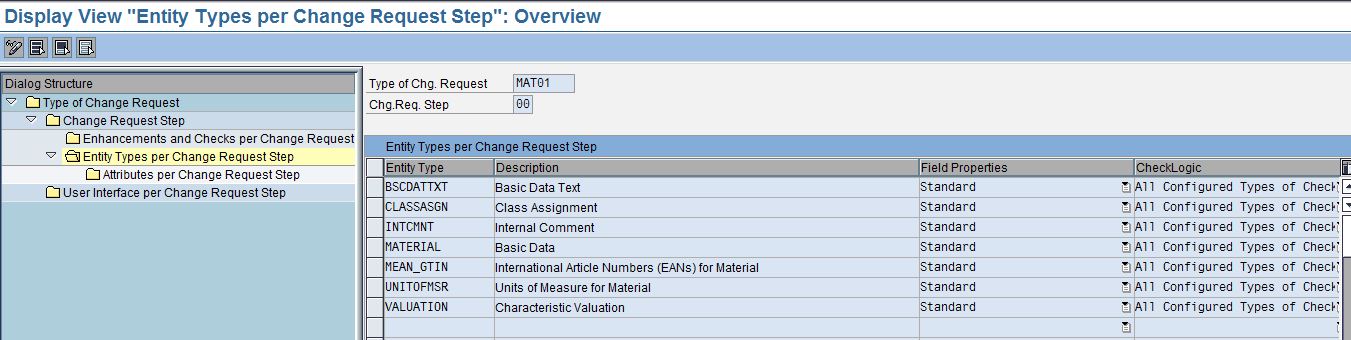 Display View "Entity Types per Change Request Step": Overview
Dialog Structure
Type of Change Request
Change Request Step
Enhancements and Checks per Change Request
Entity Types per Change Request Step
Attributes per Change Request Step
User Interface per Change Request Step
Type of Chg. Request MAT01
Chg.Req. Step 00
Entity Types per Change Request Step
Entity Type Description Field Properties CheckLogic
BSCDATTXT Basic Data Text Standard All Configured Types of Check
CLASSASGN Class Assignment Standard All Configured Types of Check
INTCMNT Internal Comment Standard All Configured Types of Check
MATERIAL Basic Data Standard All Configured Types of Check
MEAN_GTIN International Article Numbers (EANs) for Material Standard All Configured Types of Check
UNITOFMSR Units of Measure for Material Standard All Configured Types of Check
VALUATION Characteristic Valuation Standard All Configured Types of Check